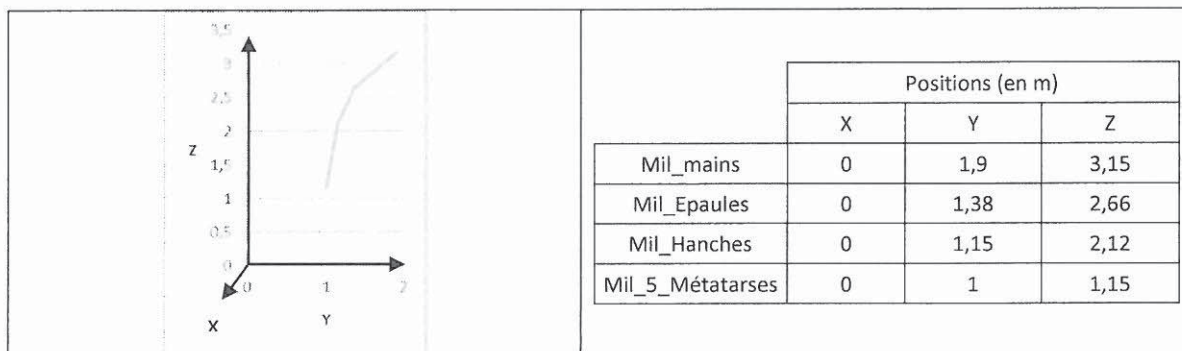 3,5
3
2,5
2
Z
1,5
1
0,5
0
0 1 2
X
Y
Positions (en m)
X Y Z
Mil_mains 0 1,9 3,15
Mil_Epaules 0 1,38 2,66
Mil_Hanches 0 1,15 2,12
Mil_5_Métatarses 0 1 1,15